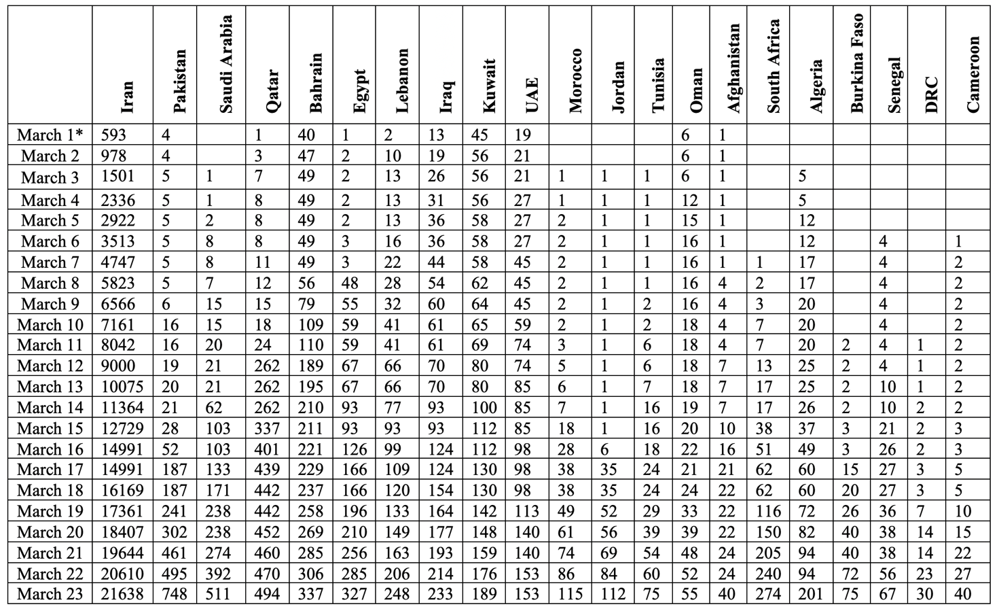 Iran Pakistan Saudi Arabia Qatar Bahrain Egypt Lebanon Iraq Kuwait UAE Morocco Jordan Tunisia Oman Afghanistan South Africa Algeria Burkina Faso Senegal DRC Cameroon
March 1* 593 4 1 40 1 2 13 45 19 6 1
March 2 978 4 3 47 2 10 19 56 21 6 1
March 3 1501 5 1 7 49 2 13 26 56 21 1 1 1 6 1 5
March 4 2336 5 1 8 49 2 13 31 56 27 1 1 1 12 1 5
March 5 2922 5 2 8 49 2 13 36 58 27 2 1 1 15 1 12
March 6 3513 5 8 8 49 3 16 36 58 27 2 1 1 16 1 12 4 1
March 7 4747 5 8 11 49 3 22 44 58 45 2 1 1 16 1 1 17 4 2
March 8 5823 5 7 12 56 48 28 54 62 45 2 1 1 16 4 2 17 4 2
March 9 6566 6 15 15 79 55 32 60 64 45 2 1 2 16 4 3 20 4 2
March 10 7161 16 15 18 109 59 41 61 65 59 2 1 2 18 4 7 20 4 2
March 11 8042 16 20 24 110 59 41 61 69 74 3 1 6 18 4 7 20 2 4 1 2
March 12 9000 19 21 262 189 67 66 70 80 74 5 1 6 18 7 13 25 2 4 1 2
March 13 10075 20 21 262 195 67 66 70 80 85 6 1 7 18 7 17 25 2 10 1 2
March 14 11364 21 62 262 210 93 77 93 100 85 7 1 16 19 7 17 26 2 10 2 2
March 15 12729 28 103 337 211 93 93 93 112 85 18 1 16 20 10 38 37 3 21 2 3
March 16 14991 52 103 401 221 126 99 124 112 98 28 6 18 22 16 51 49 3 26 2 3
March 17 14991 187 133 439 229 166 109 124 130 98 38 35 24 21 21 62 60 15 27 3 5
March 18 16169 187 171 442 237 166 120 154 130 98 38 35 24 24 22 62 60 20 27 3 5
March 19 17361 241 238 442 258 196 133 164 142 113 49 52 29 33 22 116 72 26 36 7 10
March 20 18407 302 238 452 269 210 149 177 148 140 61 56 39 39 22 150 82 40 38 14 15
March 21 19644 461 274 460 285 256 163 193 159 140 74 69 54 48 24 205 94 40 38 14 22
March 22 20610 495 392 470 306 285 206 214 176 153 86 84 60 52 24 240 94 72 56 23 27
March 23 21638 748 511 494 337 327 248 233 189 153 115 112 75 55 40 274 201 75 67 30 40